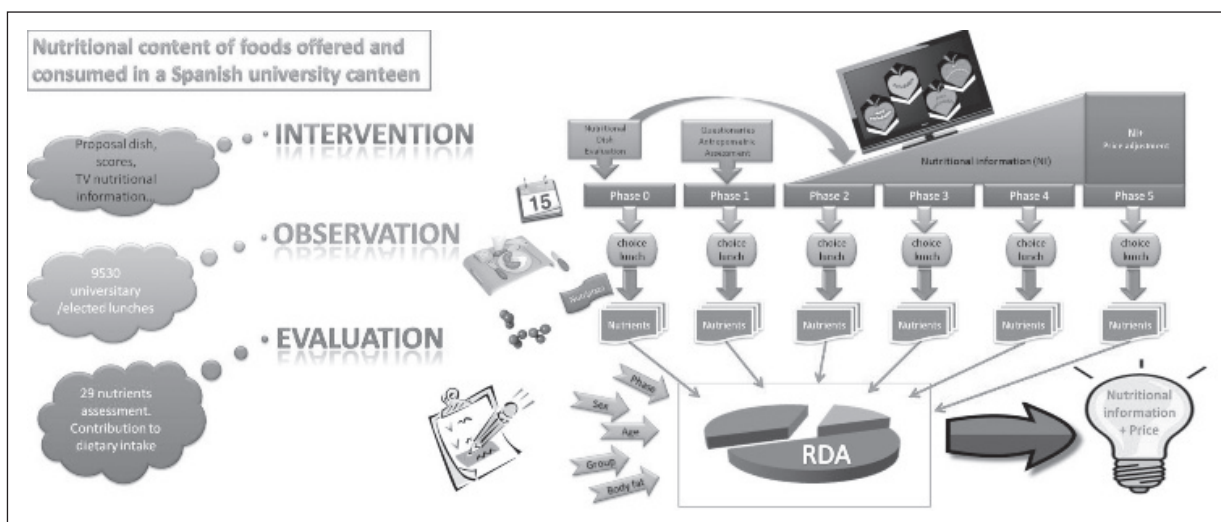 Nutritional content of foods offered and
consumed in a Spanish university canteen
INTERVENTION
Proposal dish,
scores,
TV nutritional
information..
OBSERVATION
9530
universitary
/elected lunches
EVALUATION
29 nutrients
assessment.
Contribution to
dietary intake
Nutritional
Dish
Evaluation
Questionaries
Antropometric
Assessment
Nutritional information (NI)
NI+
Price adjustment
15
Phase 0
Phase 1
Phase 2
Phase 3
Phase 4
Phase 5
choice
lunch
choice
lunch
choice
lunch
choice
lunch
choice
lunch
choice
lunch
Nutrients
Nutrients
Nutrients
Nutrients
Nutrients
Nutrients
Phase
Sex
Age
Group
Body fat
RDA
Nutritional
information
+ Price